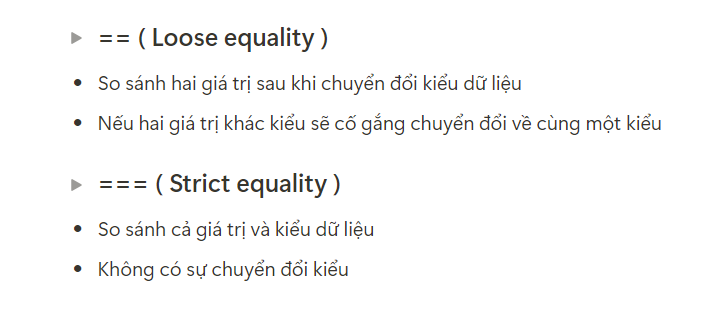 == ( Loose equality )
So sánh hai giá trị sau khi chuyển đổi kiểu dữ liệu
Nếu hai giá trị khác kiểu sẽ cố gắng chuyển đổi về cùng một kiểu
=== ( Strict equality )
So sánh cả giá trị và kiểu dữ liệu
Không có sự chuyển đổi kiểu